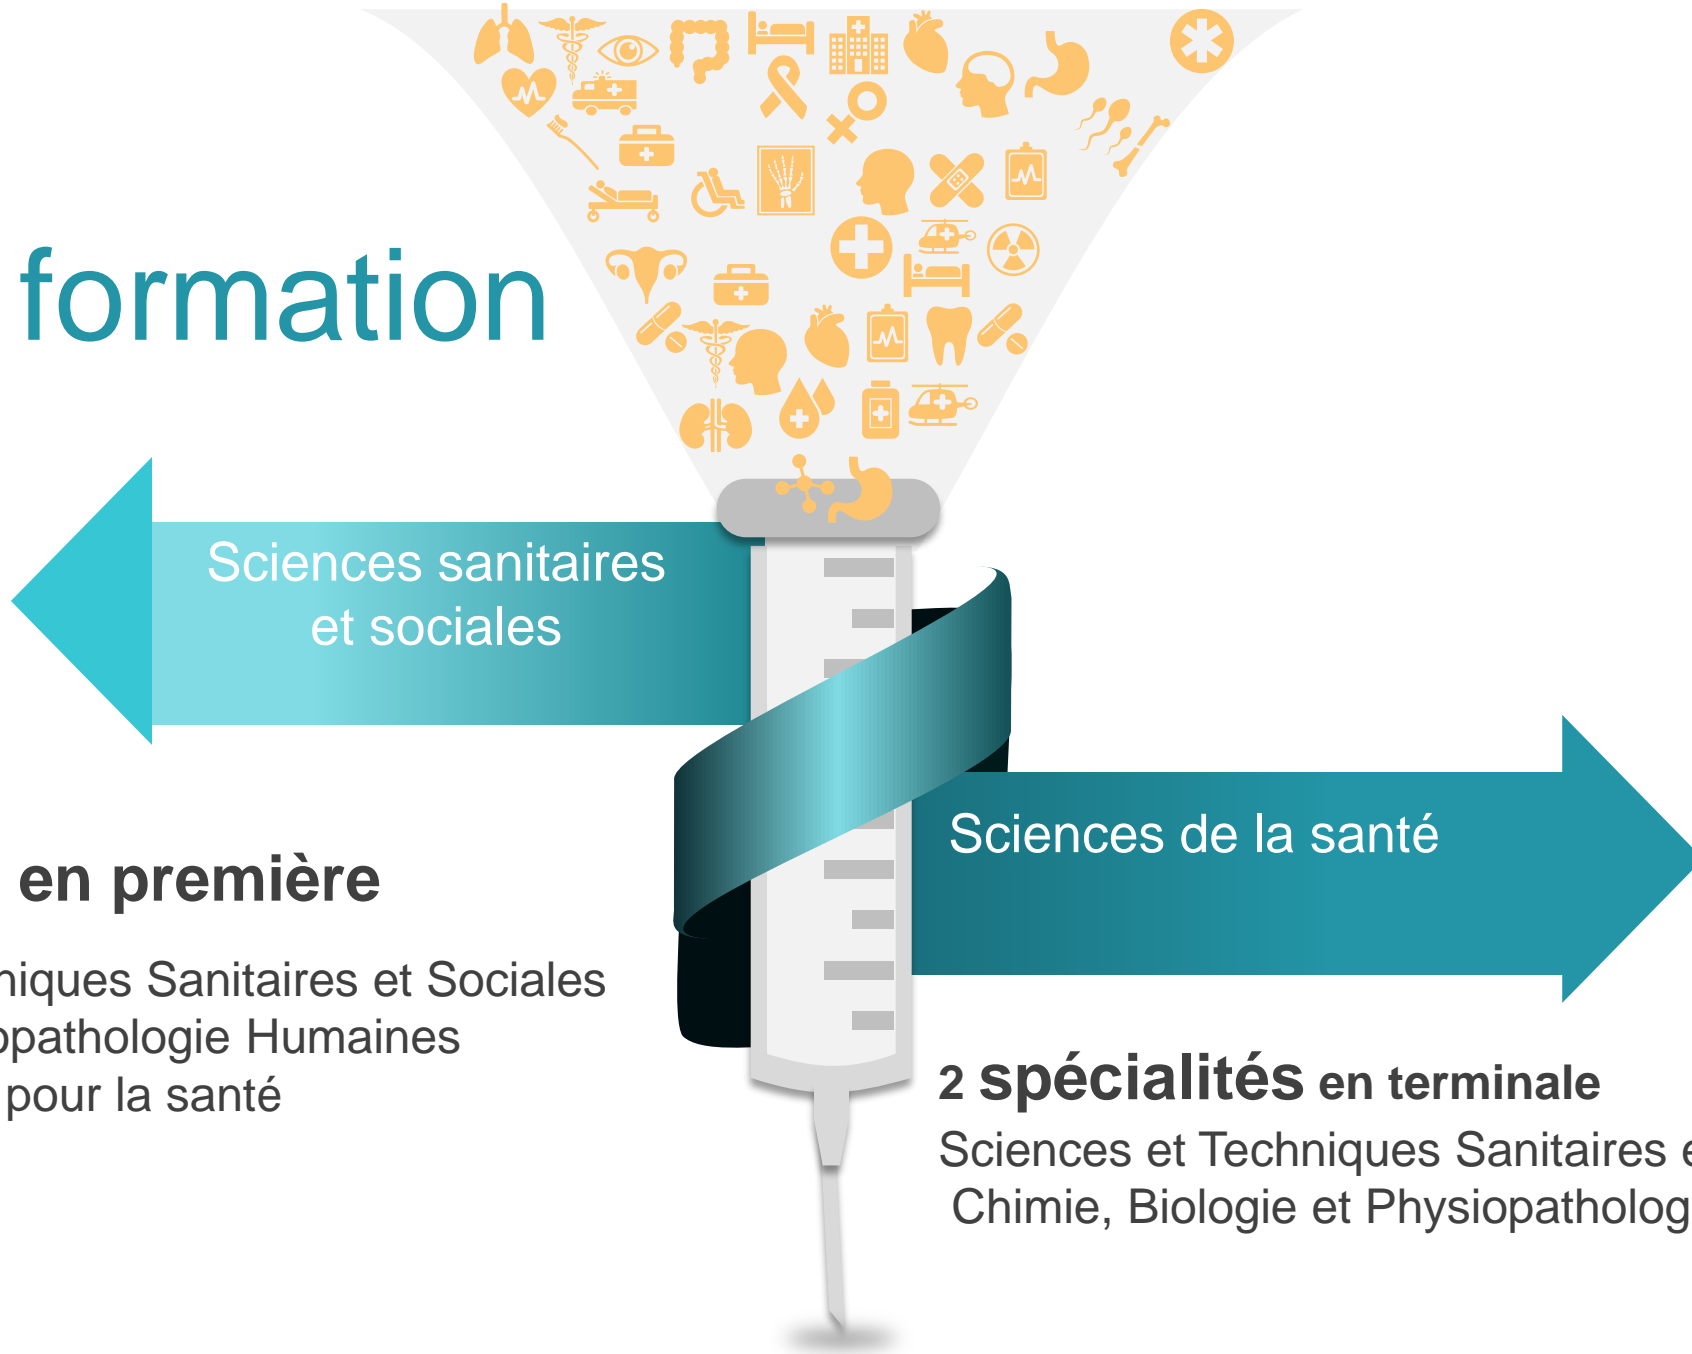 formation
Sciences sanitaires
et sociales
Sciences de la santé
en première
niques Sanitaires et Sociales
opathologie Humaines
pour la santé
2 spécialités en terminale
Sciences et Techniques Sanitaires e
Chimie, Biologie et Physiopatholog